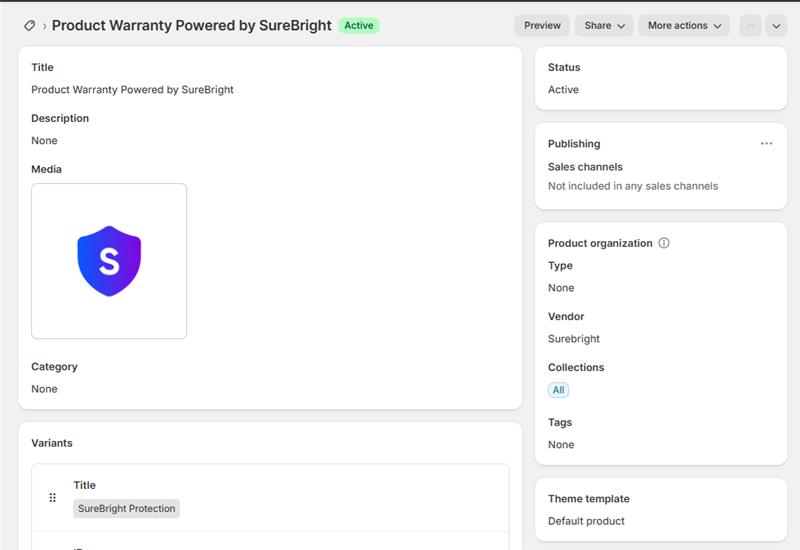 Product Warranty Powered by SureBright Active Preview Share More actions
Title
Product Warranty Powered by SureBright
Description
None
Media
S
Category
None
Variants
Title
SureBright Protection
Status
Active
Publishing
Sales channels
Not included in any sales channels
Product organization
Type
None
Vendor
Surebright
Collections
All
Tags
None
Theme template
Default product